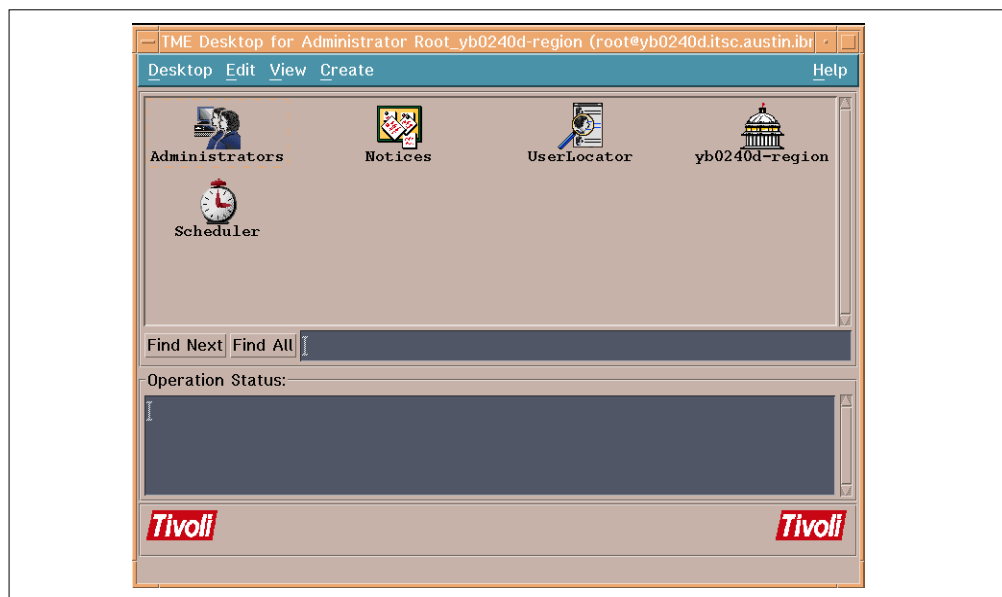 TME Desktop for Administrator Root_yb0240d-region (root@yb0240d.itsc.austin.ibr
Desktop Edit View Create Help
Administrators Notices UserLocator yb0240d-region
Scheduler
Find Next Find All
Operation Status:
Tivoli Tivoli